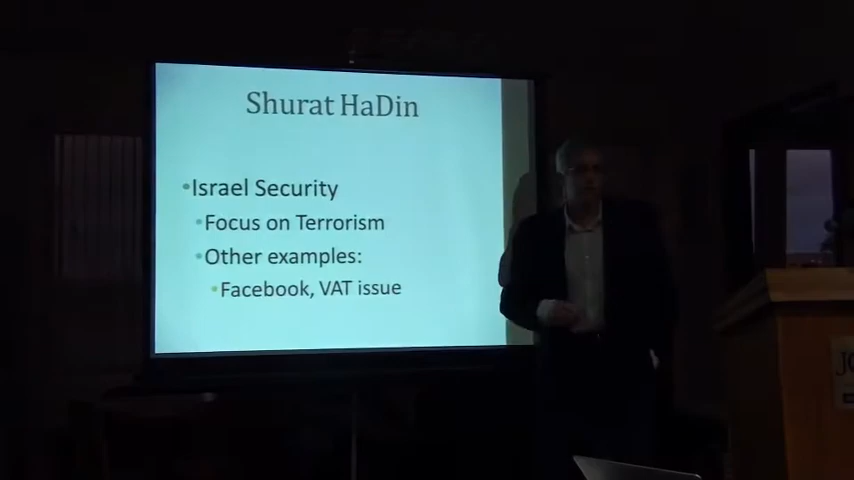 Shurat HaDin
•Israel Security
•Focus on Terrorism
•Other examples:
•Facebook, VAT issue